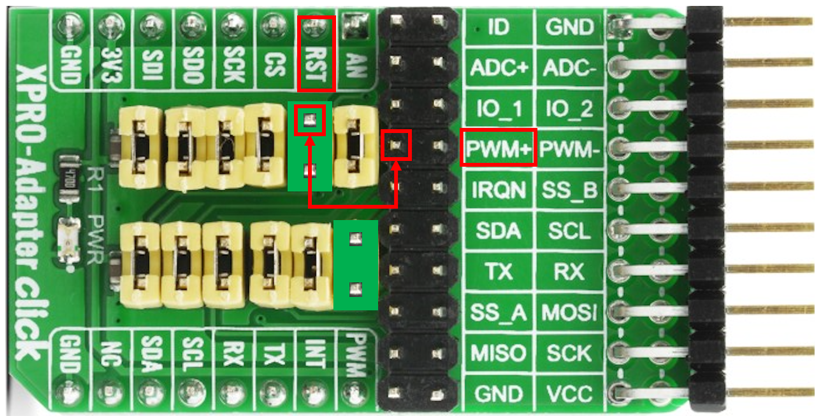 GND 3V3 SDI SDO SCK CS RST AN
XPRO-Adapter click
R1
PWR
ID GND
ADC+ ADC-
IO_1 IO_2
PWM+ PWM-
IRQN SS_B
SDA SCL
TX RX
SS_A MOSI
MISO SCK
GND VCC
GND NC SDA SCL RX TX INT PWM